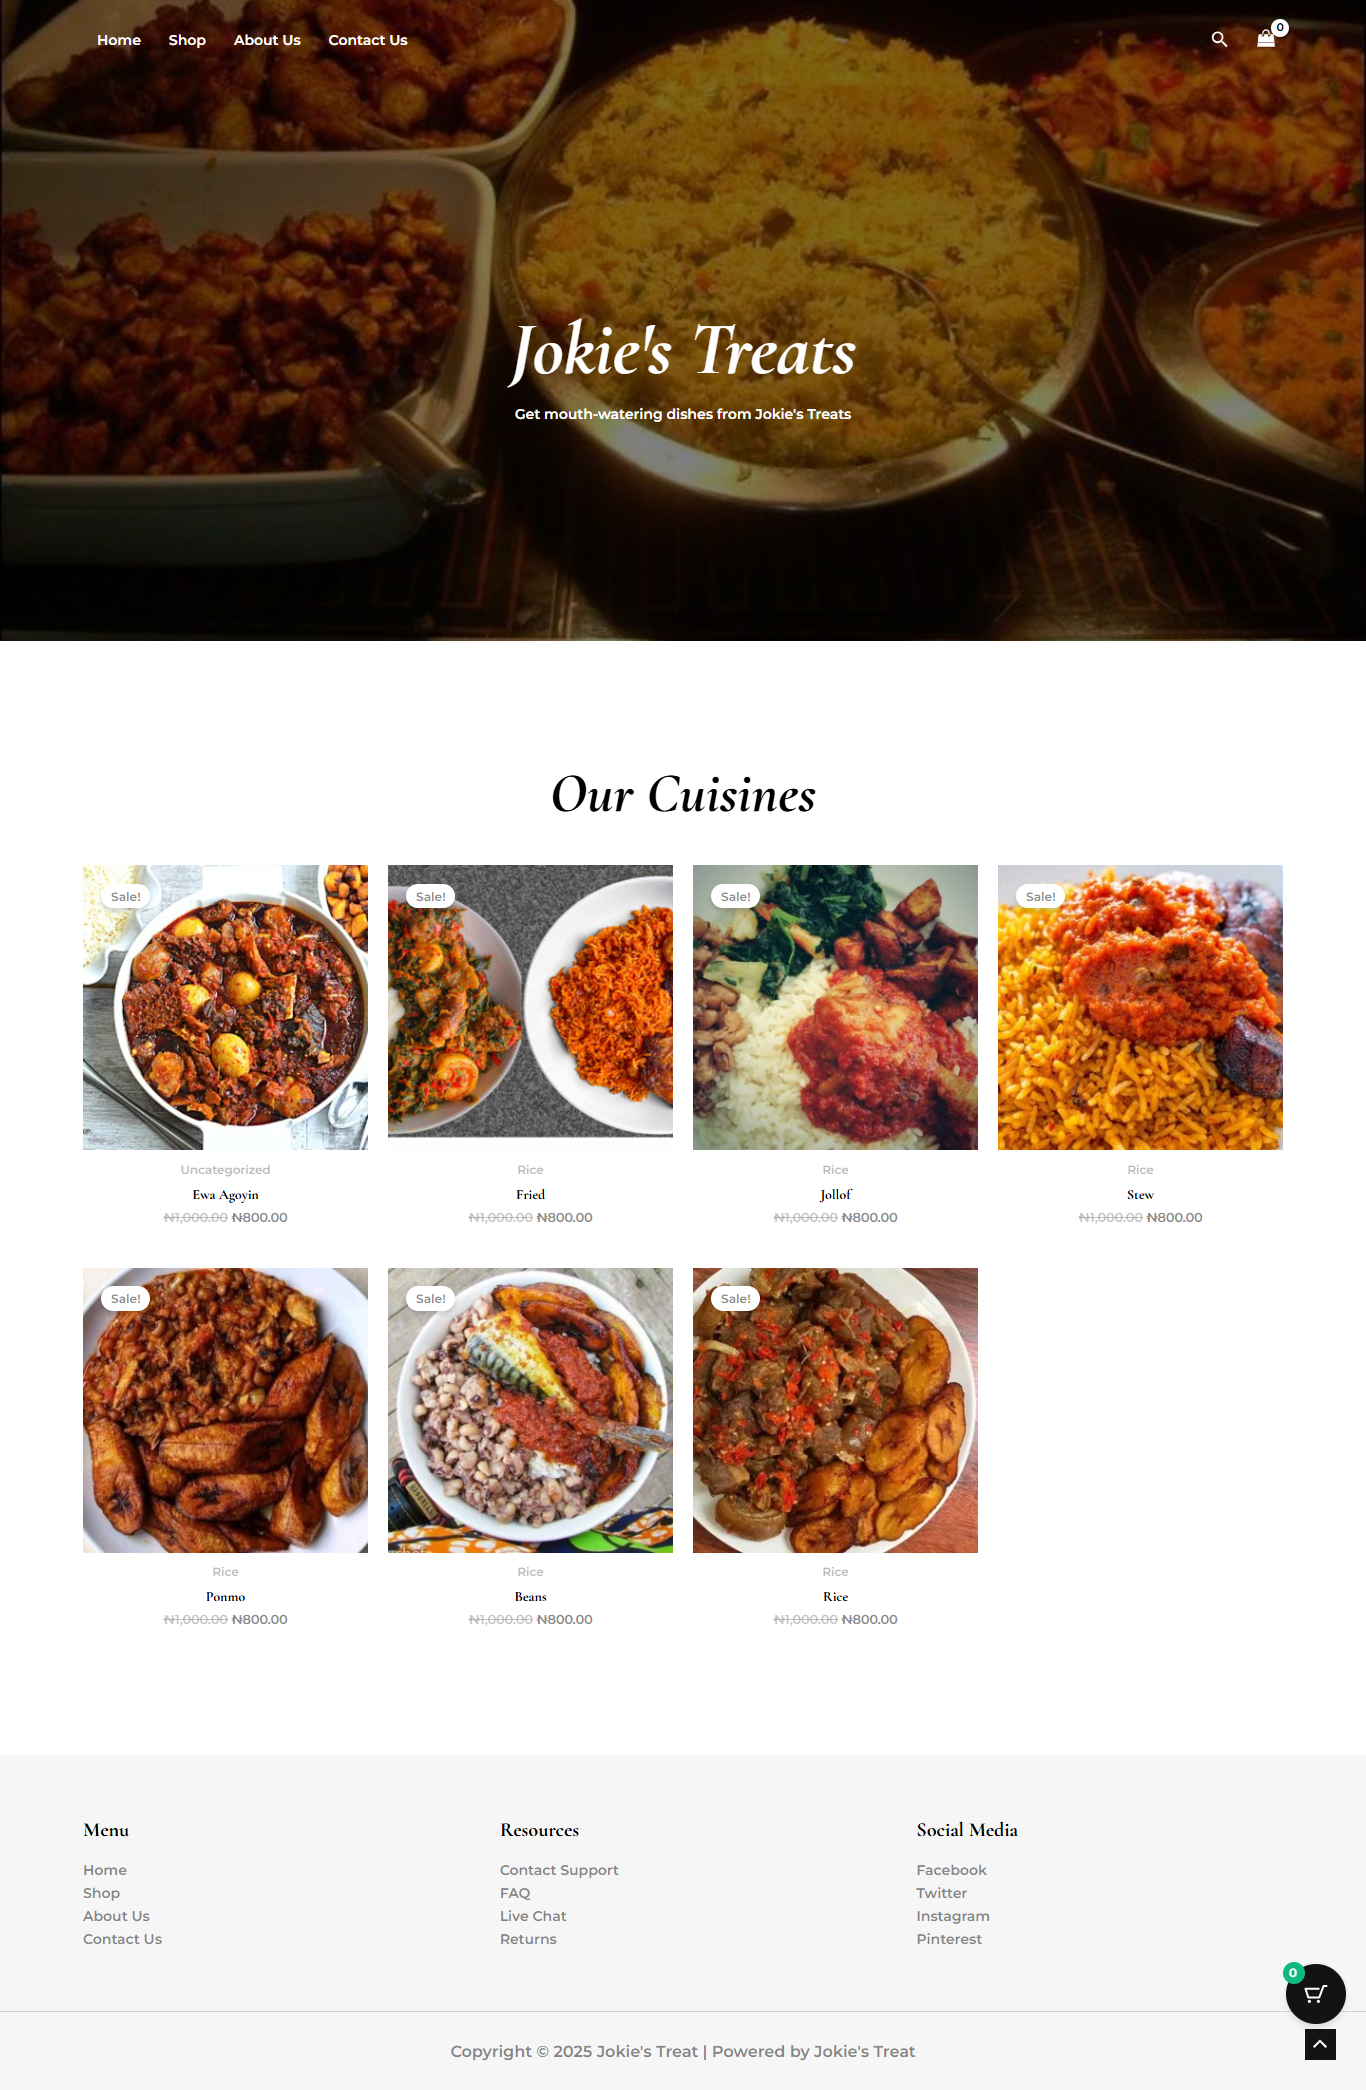 Home Shop About Us Contact Us 0
Jokie's Treats
Get mouth-watering dishes from Jokie's Treats
Our Cuisines
Sale! Sale! Sale! Sale!
Uncategorized Rice Rice Rice
Ewa Agoyin Fried Jollof Stew
₦1,000.00 ₦800.00 ₦1,000.00 ₦800.00 ₦1,000.00 ₦800.00 ₦1,000.00 ₦800.00
Sale! Sale! Sale!
Rice Rice Rice
Ponmo Beans Rice
₦1,000.00 ₦800.00 ₦1,000.00 ₦800.00 ₦1,000.00 ₦800.00
Menu
Home
Shop
About Us
Contact Us
Resources
Contact Support
FAQ
Live Chat
Returns
Social Media
Facebook
Twitter
Instagram
Pinterest
0
Copyright © 2025 Jokie's Treat | Powered by Jokie's Treat